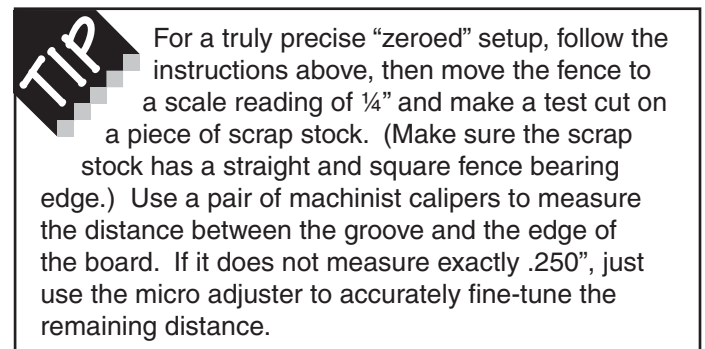 TIP
For a truly precise “zeroed” setup, follow the
instructions above, then move the fence to
a scale reading of ¼” and make a test cut on
a piece of scrap stock.  (Make sure the scrap
stock has a straight and square fence bearing
edge.)  Use a pair of machinist calipers to measure
the distance between the groove and the edge of
the board.  If it does not measure exactly .250”, just
use the micro adjuster to accurately fine-tune the
remaining distance.